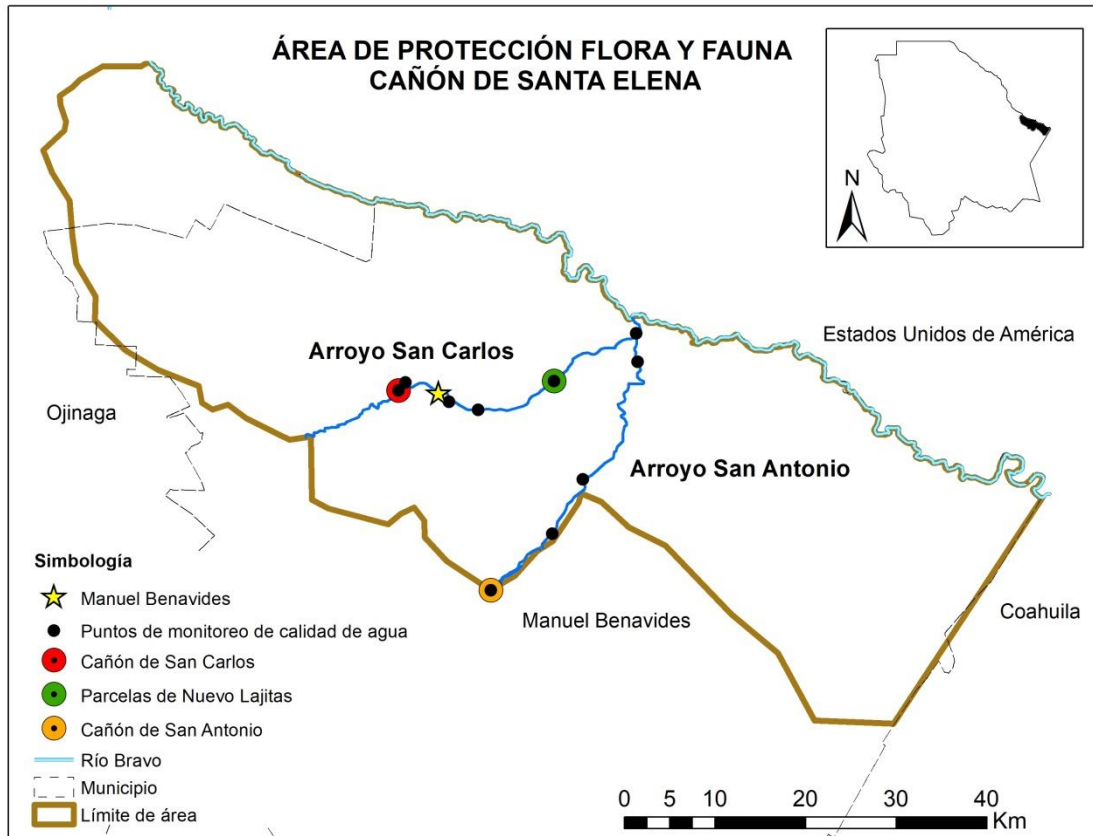 ÁREA DE PROTECCIÓN FLORA Y FAUNA
CAÑÓN DE SANTA ELENA
N
Estados Unidos de América
Arroyo San Carlos
Ojinaga
Arroyo San Antonio
Manuel Benavides
Coahuila
Simbología
Manuel Benavides
Puntos de monitoreo de calidad de agua
Cañón de San Carlos
Parcelas de Nuevo Lajitas
Cañón de San Antonio
Río Bravo
Municipio
Límite de área
0 5 10 20 30 40
Km